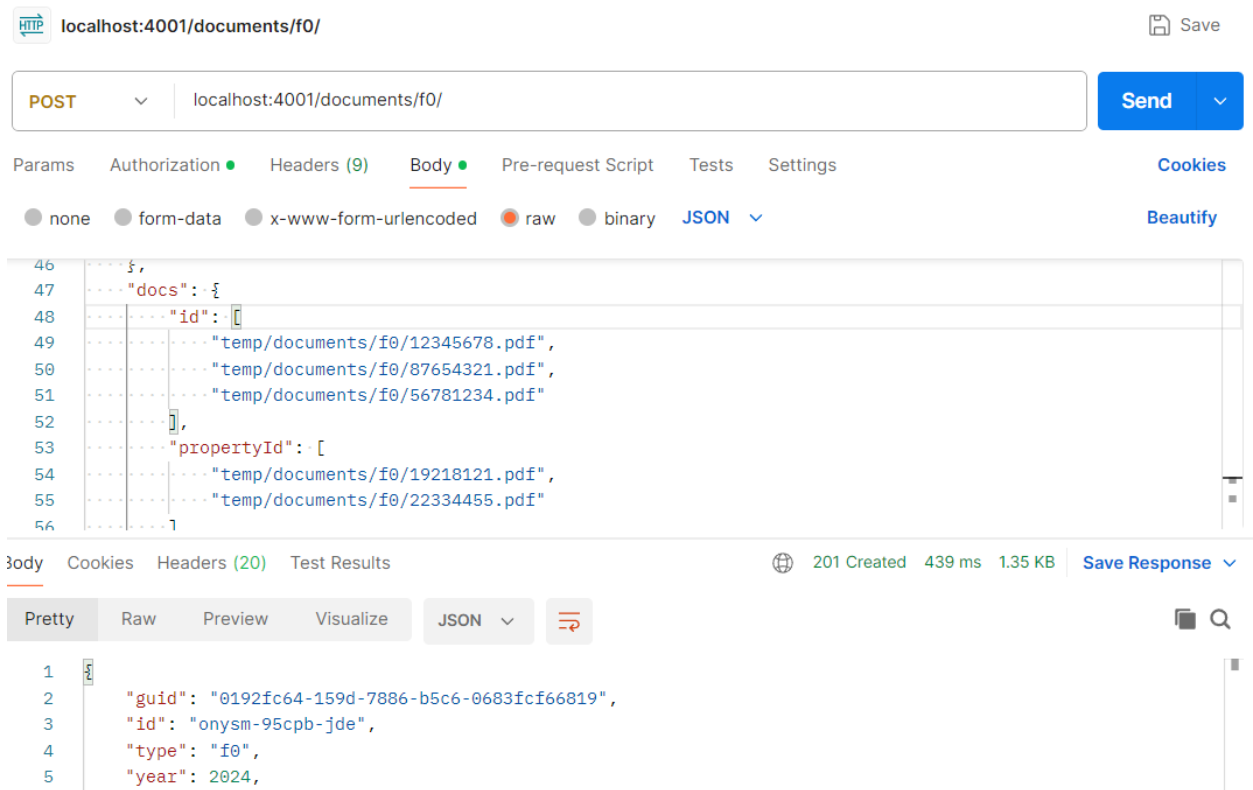 HTTP localhost:4001/documents/f0/ Save
POST localhost:4001/documents/f0/ Send
Params Authorization Headers (9) Body Pre-request Script Tests Settings Cookies
none form-data x-www-form-urlencoded raw binary JSON Beautify
46 },
47 "docs": {
48 "id": [
49 "temp/documents/f0/12345678.pdf",
50 "temp/documents/f0/87654321.pdf",
51 "temp/documents/f0/56781234.pdf"
52 ],
53 "propertyId": [
54 "temp/documents/f0/19218121.pdf",
55 "temp/documents/f0/22334455.pdf"
56 ]
Body Cookies Headers (20) Test Results 201 Created 439 ms 1.35 KB Save Response
Pretty Raw Preview Visualize JSON
1 {
2 "guid": "0192fc64-159d-7886-b5c6-0683fcf66819",
3 "id": "onysm-95cpb-jde",
4 "type": "f0",
5 "year": 2024,